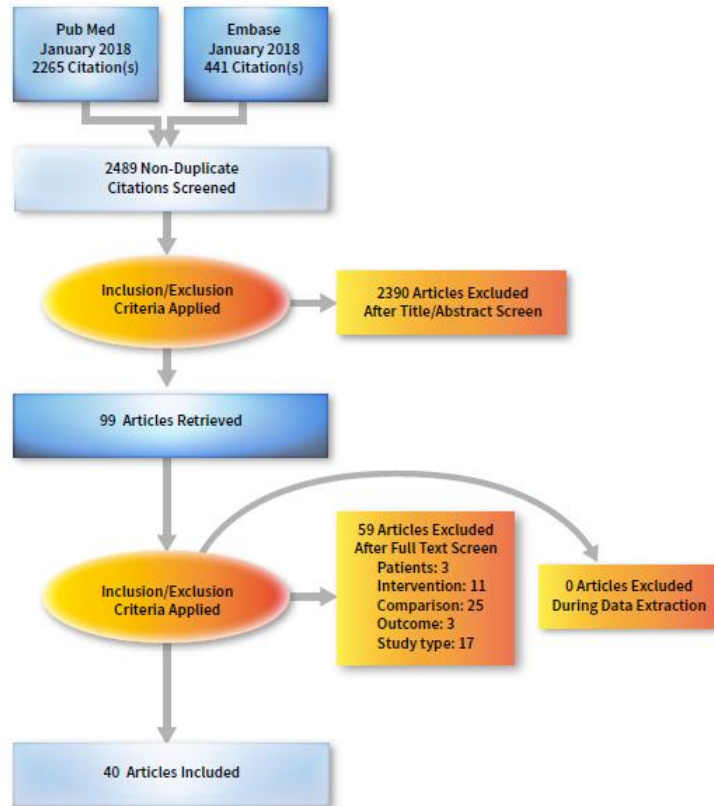 Pub Med
January 2018
2265 Citation(s)
Embase
January 2018
441 Citation(s)
2489 Non-Duplicate
Citations Screened
Inclusion/Exclusion
Criteria Applied
2390 Articles Excluded
After Title/Abstract Screen
99 Articles Retrieved
Inclusion/Exclusion
Criteria Applied
59 Articles Excluded
After Full Text Screen
Patients: 3
Intervention: 11
Comparison: 25
Outcome: 3
Study type: 17
0 Articles Excluded
During Data Extraction
40 Articles Included